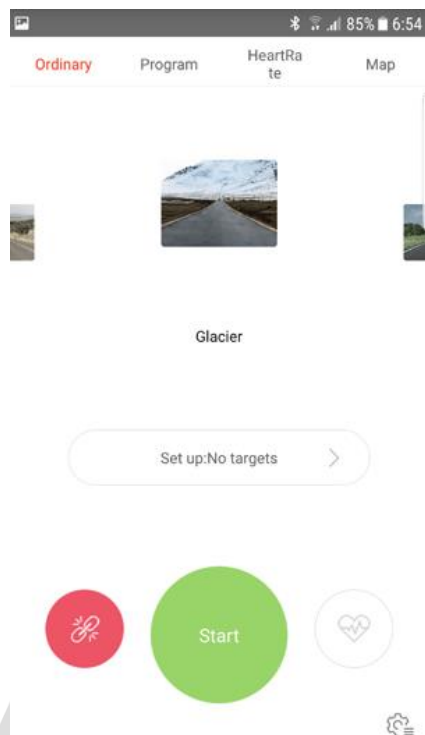 85% 6:54
Ordinary Program HeartRa Map
te
Glacier
Set up:No targets
Start